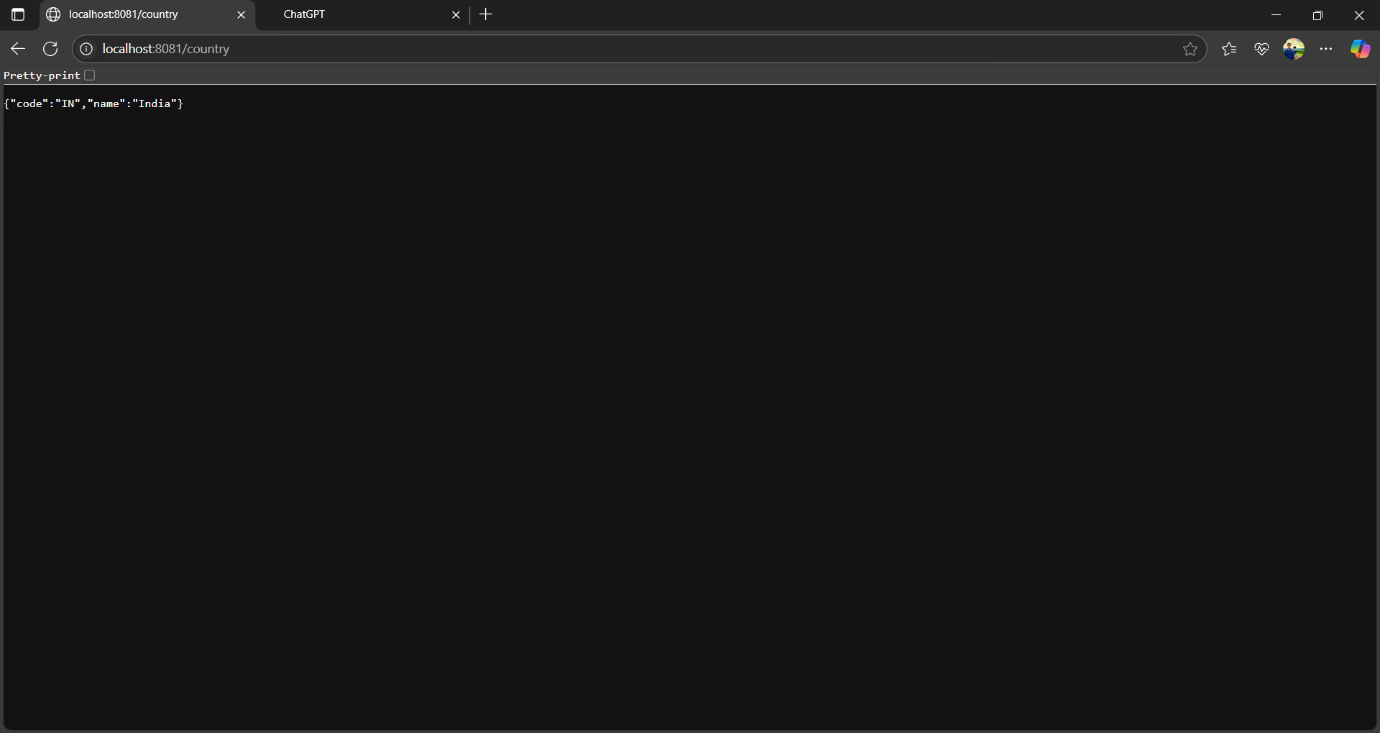 localhost:8081/country
ChatGPT
localhost:8081/country
Pretty-print
{"code":"IN","name":"India"}